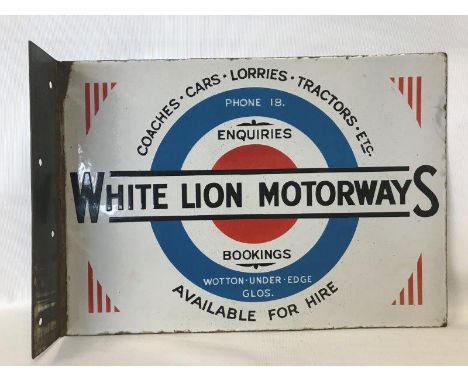 COACHES · CARS · LORRIES · TRACTORS · ETC.
PHONE 18.
ENQUIRIES
WHITE LION MOTORWAYS
BOOKINGS
WOTTON-UNDER-EDGE
GLOS.
AVAILABLE FOR HIRE